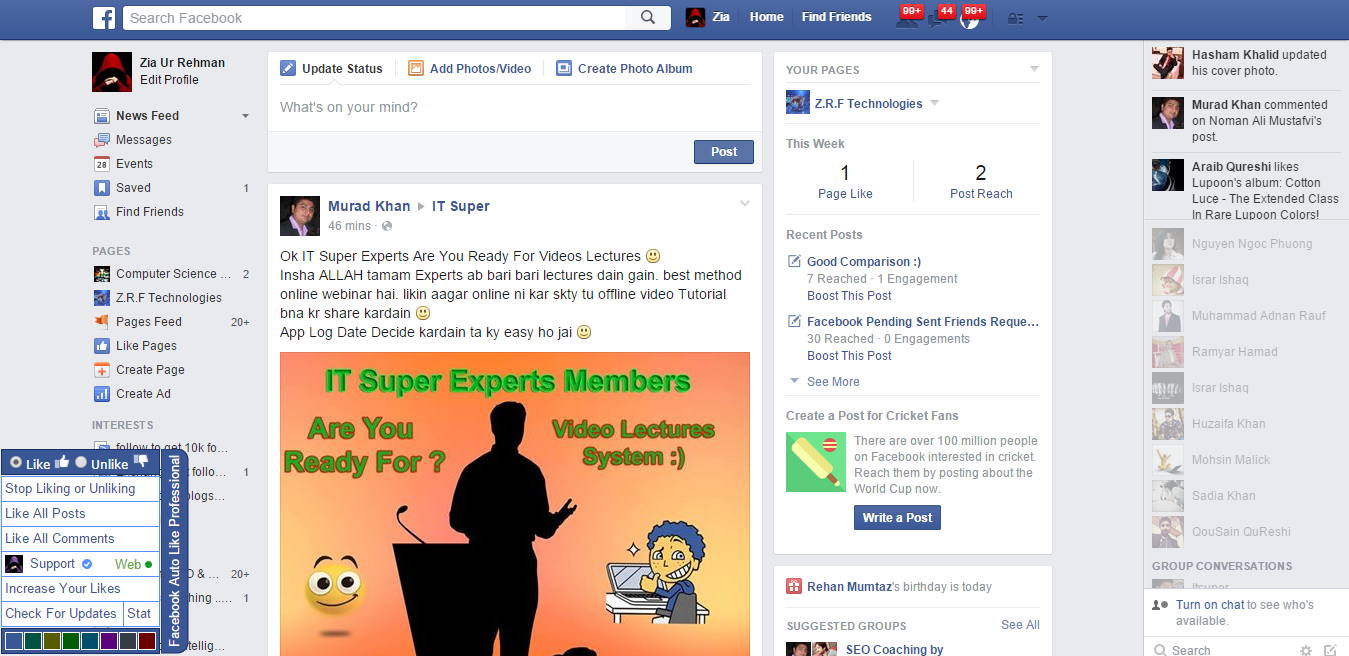 Search Facebook
Zia
Home
Find Friends
99+
44
99+
Zia Ur Rehman
Edit Profile
News Feed
Messages
28 Events
Saved 1
Find Friends
PAGES
Computer Science ... 2
Z.R.F Technologies
Pages Feed 20+
Like Pages
Create Page
Create Ad
INTERESTS
follow to get 10k fo...
follo... 1
blogs...
D & ... 20+
ching ..... 1
ntellig...
Like Unlike
Stop Liking or Unliking
Like All Posts
Like All Comments
Support Web
Increase Your Likes
Check For Updates Stat
Facebook Auto Like Professional
Update Status Add Photos/Video Create Photo Album
What's on your mind?
Post
Murad Khan IT Super
46 mins ·
Ok IT Super Experts Are You Ready For Videos Lectures
Insha ALLAH tamam Experts ab bari bari lectures dain gain. best method
online webinar hai. likin aagar online ni kar skty tu offline video Tutorial
bna kr share kardain
App Log Date Decide kardain ta ky easy ho jai
IT Super Experts Members
Are You
Ready For ?
Video Lectures
System :)
YOUR PAGES
Z.R.F Technologies
This Week
1 2
Page Like Post Reach
Recent Posts
Good Comparison :)
7 Reached · 1 Engagement
Boost This Post
Facebook Pending Sent Friends Reque...
30 Reached · 0 Engagements
Boost This Post
See More
Create a Post for Cricket Fans
There are over 100 million people
on Facebook interested in cricket.
Reach them by posting about the
World Cup now.
Write a Post
Rehan Mumtaz's birthday is today
SUGGESTED GROUPS See All
SEO Coaching by
Hasham Khalid updated
his cover photo.
Murad Khan commented
on Noman Ali Mustafvi's
post.
Araib Qureshi likes
Lupoon's album: Cotton
Luce - The Extended Class
In Rare Lupoon Colors!
Nguyen Ngoc Phuong
Israr Ishaq
Muhammad Adnan Rauf
Ramyar Hamad
Israr Ishaq
Huzaifa Khan
Mohsin Malick
Sadia Khan
QouSain QuReshi
GROUP CONVERSATIONS
Itsuper
Turn on chat to see who's
available.
Search